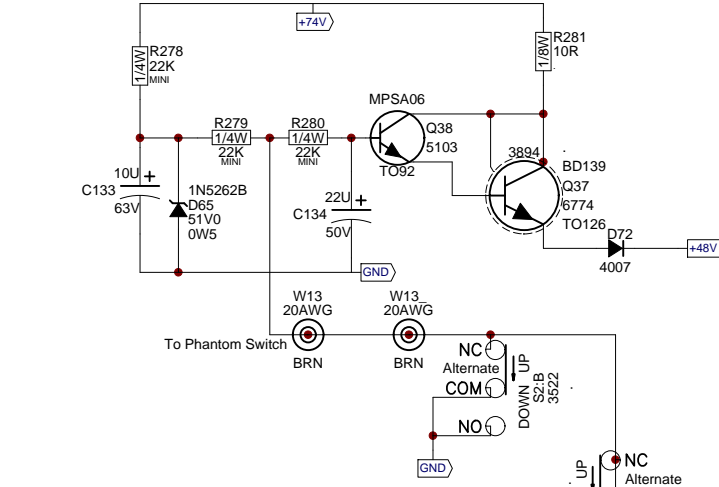 +74V
R278
1/4W
22K
MINI
R281
1/8W
10R
MPSA06
R279
1/4W
22K
MINI
R280
1/4W
22K
MINI
Q38
5103
TO92
3894
BD139
Q37
6774
TO126
10U
C133
63V
1N5262B
D65
51V0
0W5
22U
C134
50V
D72
4007
+48V
GND
W13
20AWG
BRN
W13_
20AWG
BRN
To Phantom Switch
NC
Alternate
COM
NO
DOWN
UP
S2:B
3522
GND
UP
NC
Alternate